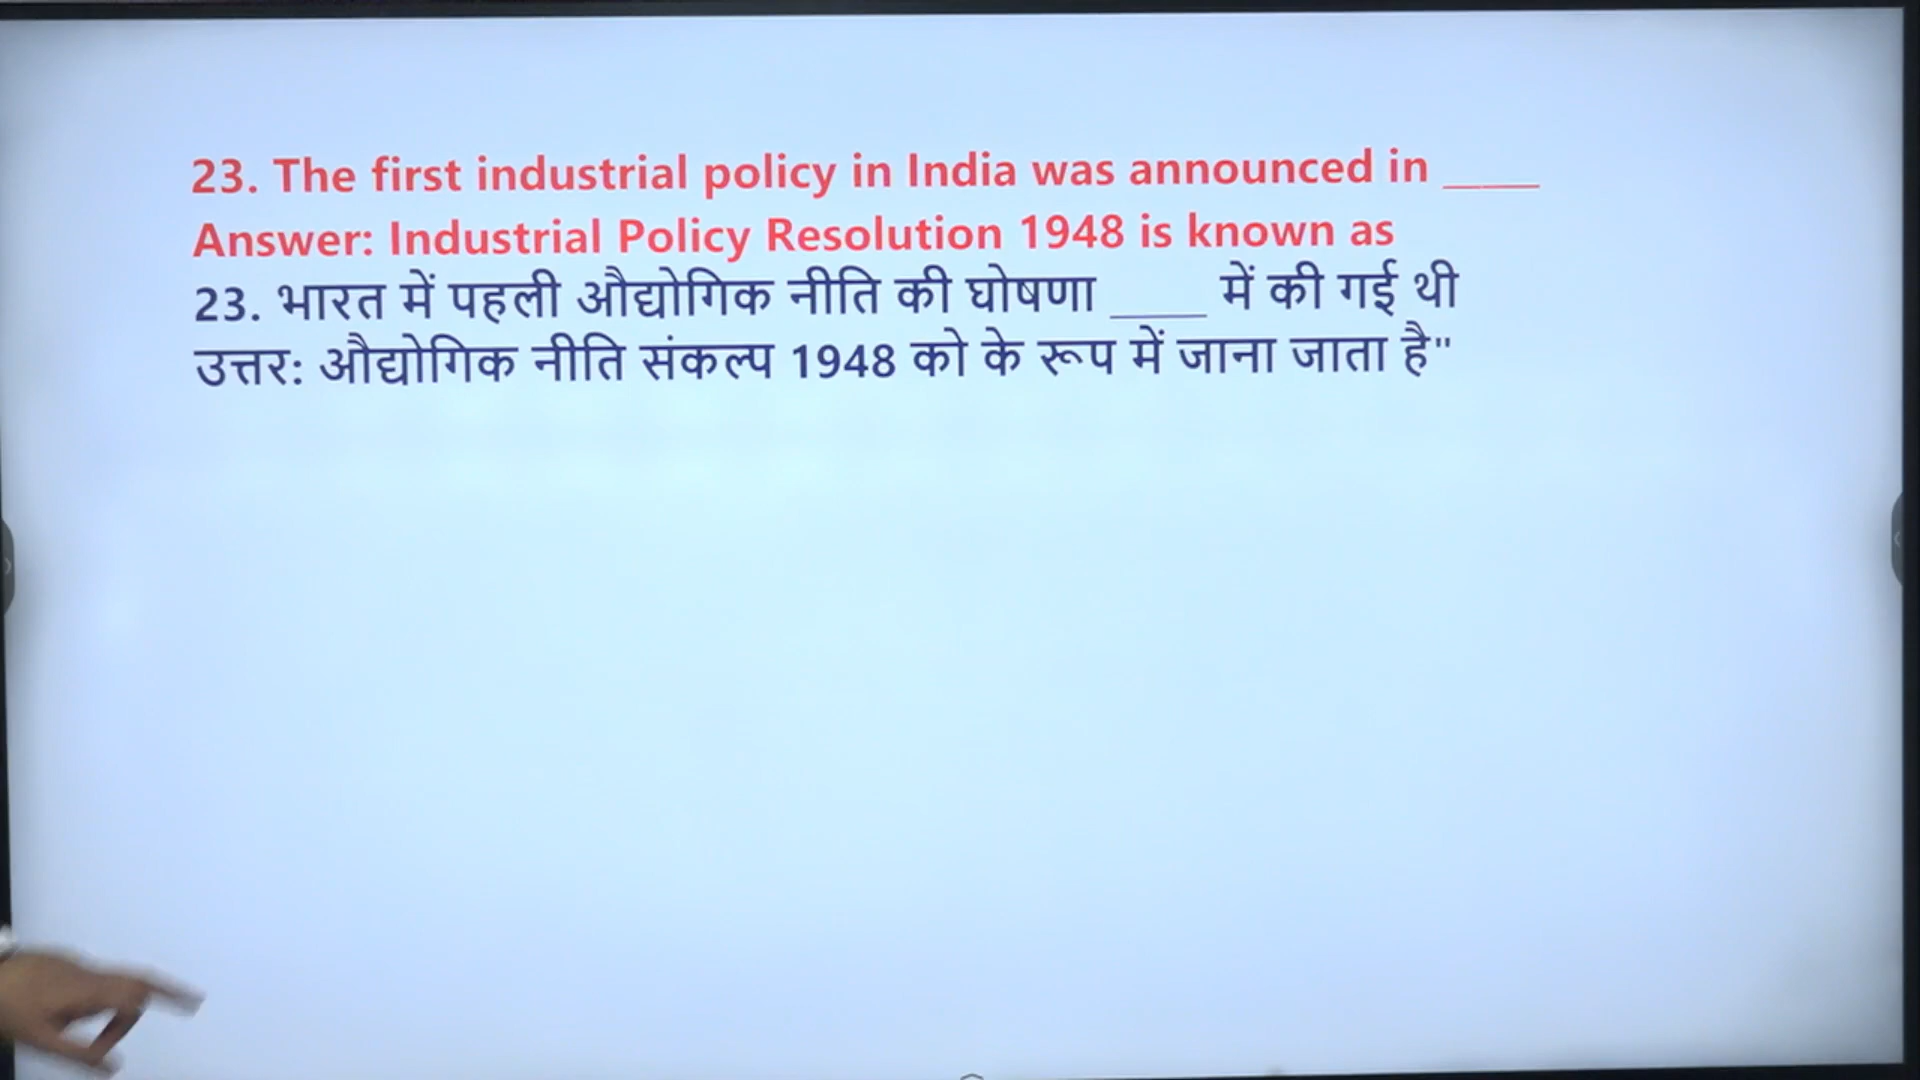 23. The first industrial policy in India was announced in ____
Answer: Industrial Policy Resolution 1948 is known as
23. भारत में पहली औद्योगिक नीति की घोषणा ____ में की गई थी
उत्तर: औद्योगिक नीति संकल्प 1948 को के रूप में जाना जाता है"